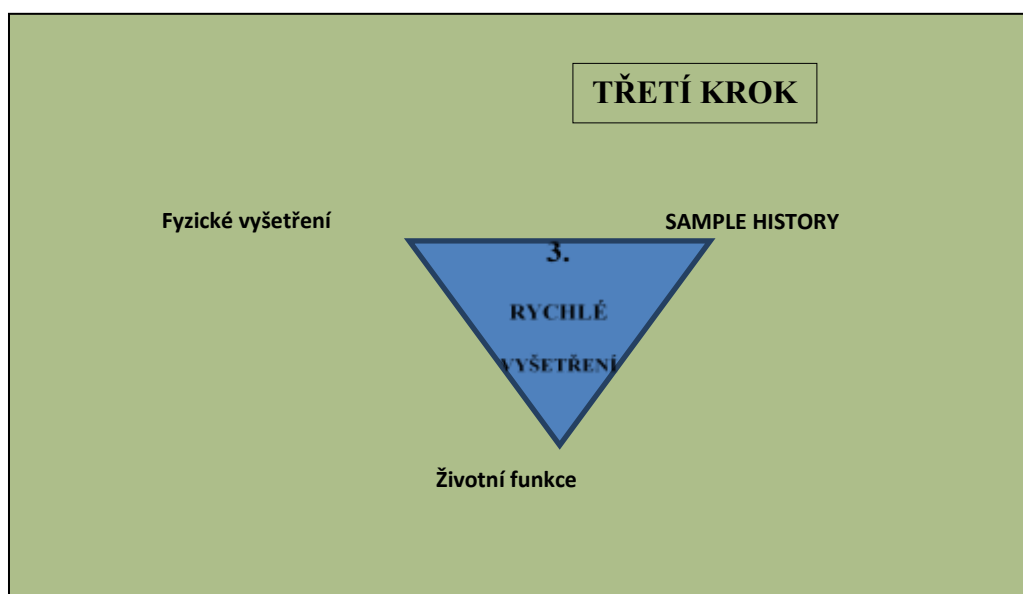 TŘETÍ KROK
Fyzické vyšetření
SAMPLE HISTORY
3.
RYCHLÉ
VYŠETŘENÍ
Životní funkce